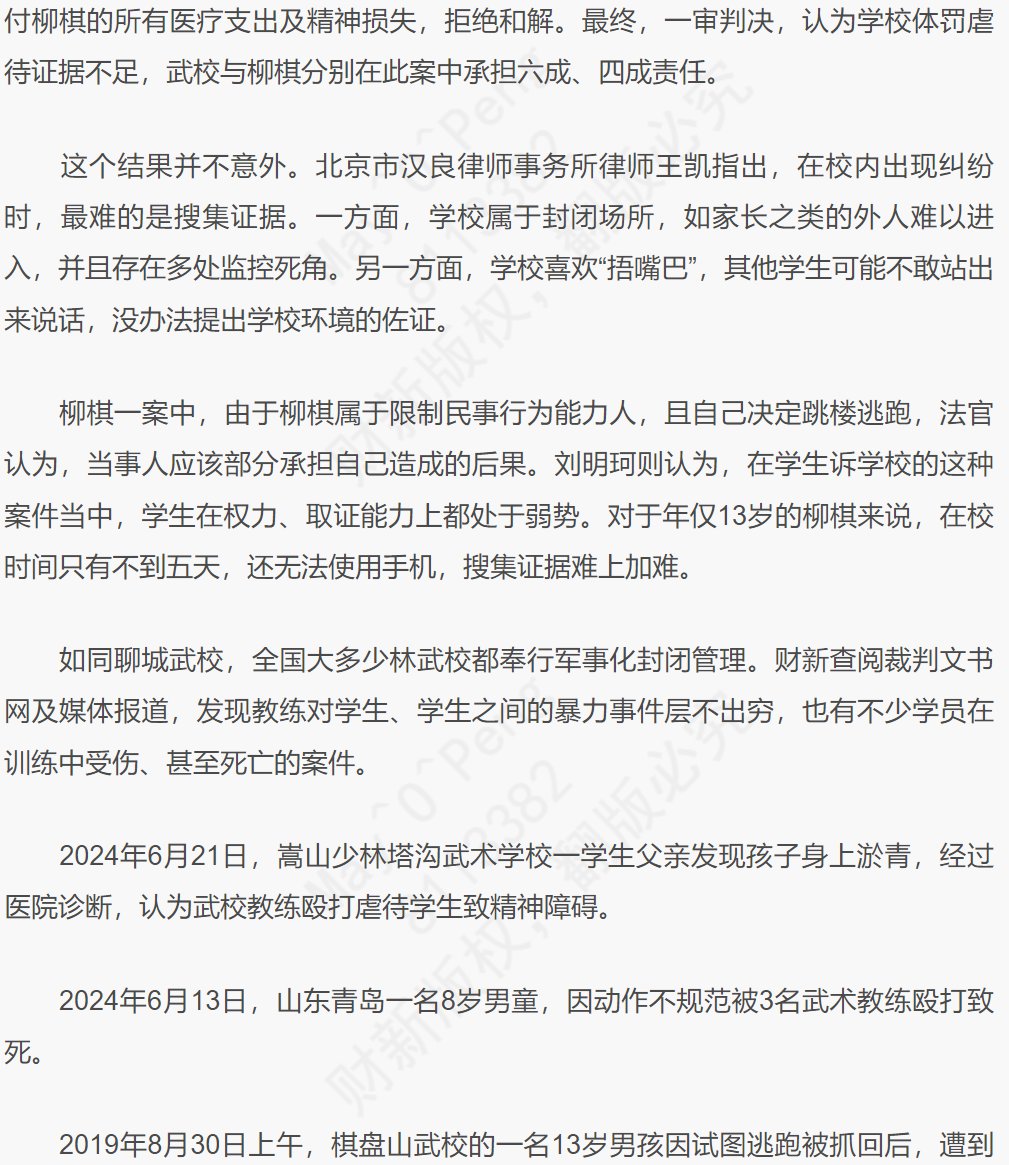 付柳棋的所有医疗支出及精神损失，拒绝和解。最终，一审判决，认为学校体罚虐
待证据不足，武校与柳棋分别在此案中承担六成、四成责任。
这个结果并不意外。北京市汉良律师事务所律师王凯指出，在校内出现纠纷
时，最难的是搜集证据。一方面，学校属于封闭场所，如家长之类的外人难以进
入，并且存在多处监控死角。另一方面，学校喜欢“捂嘴巴”，其他学生可能不敢站出
来说话，没办法提出学校环境的佐证。
柳棋一案中，由于柳棋属于限制民事行为能力人，且自己决定跳楼逃跑，法官
认为，当事人应该部分承担自己造成的后果。刘明珂则认为，在学生诉学校的这种
案件当中，学生在权力、取证能力上都处于弱势。对于年仅13岁的柳棋来说，在校
时间只有不到五天，还无法使用手机，搜集证据难上加难。
如同聊城武校，全国大多少林武校都奉行军事化封闭管理。财新查阅裁判文书
网及媒体报道，发现教练对学生、学生之间的暴力事件层不出穷，也有不少学员在
训练中受伤、甚至死亡的案件。
2024年6月21日，嵩山少林塔沟武术学校一学生父亲发现孩子身上淤青，经过
医院诊断，认为武校教练殴打虐待学生致精神障碍。
2024年6月13日，山东青岛一名8岁男童，因动作不规范被3名武术教练殴打致
死。
2019年8月30日上午，棋盘山武校的一名13岁男孩因试图逃跑被抓回后，遭到
May^0^Peng
8113382
财新版权，翻版必究
May^0^Peng
8113382
财新版权，翻版必究